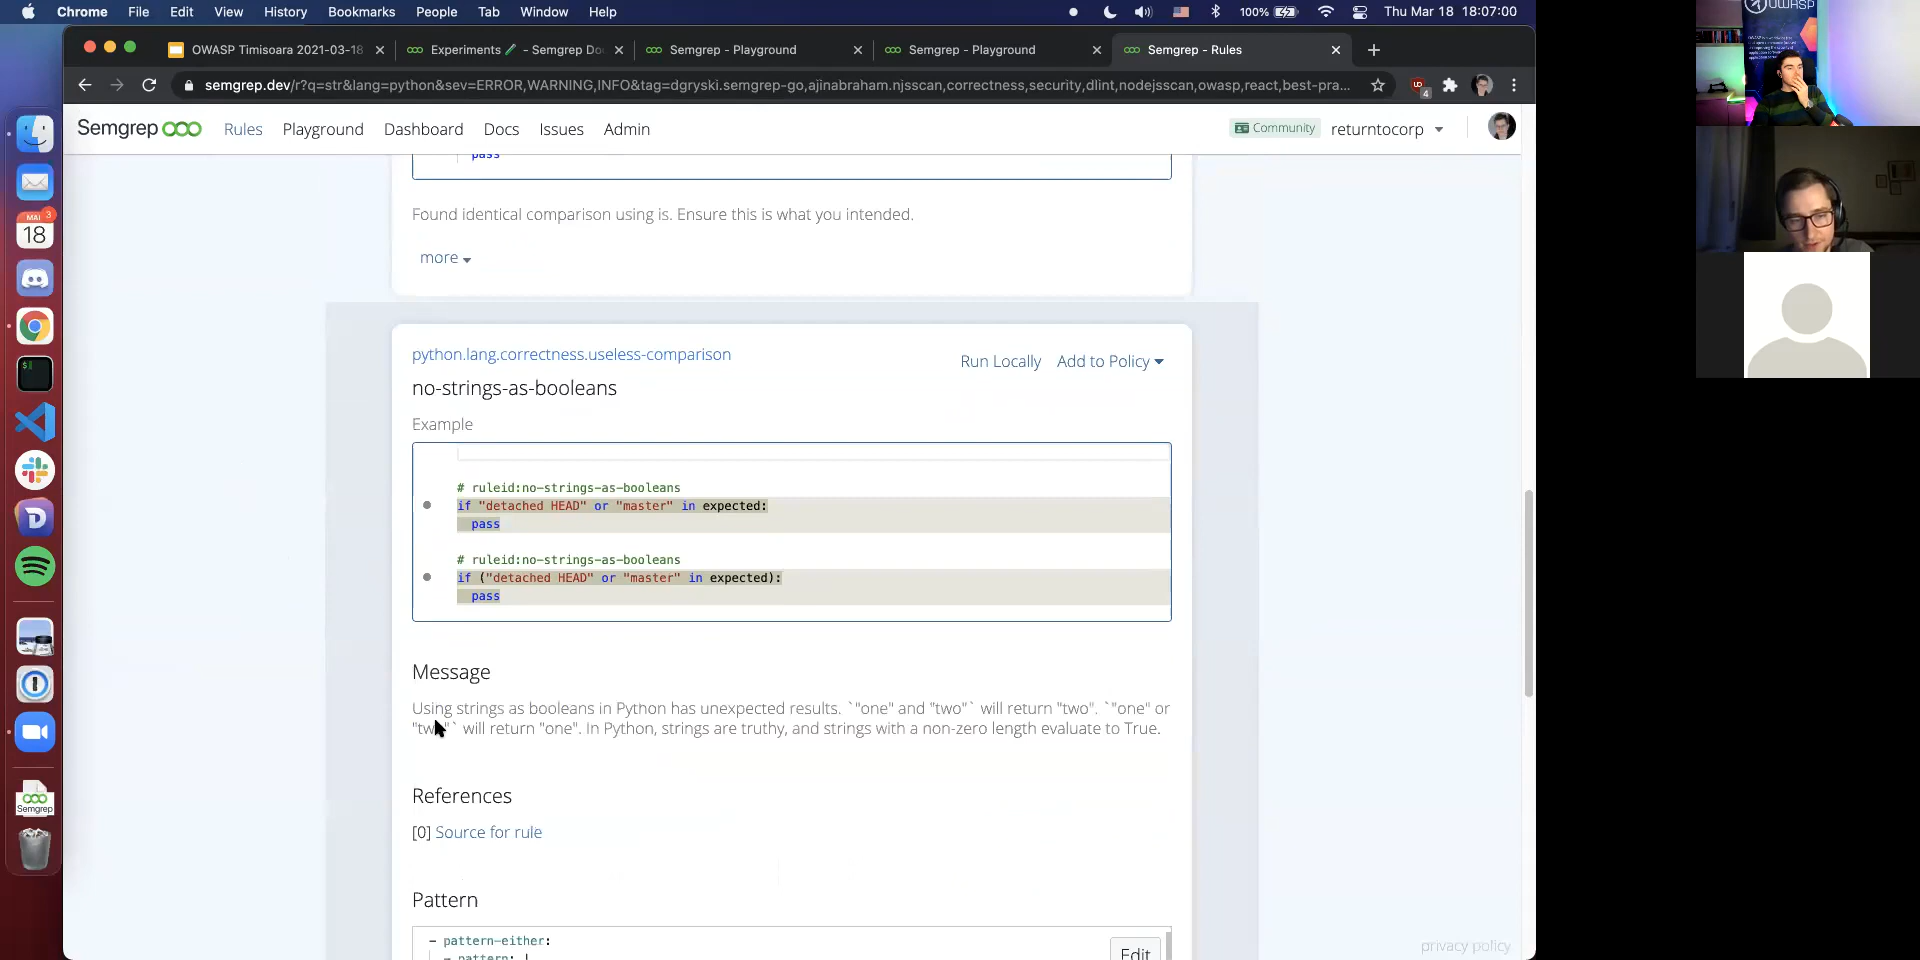 Chrome File Edit View History Bookmarks People Tab Window Help 100% Thu Mar 18 18:07:00
OWASP Timisoara 2021-03-18 Experiments - Semgrep Do Semgrep - Playground Semgrep - Playground Semgrep - Rules
semgrep.dev/r?q=str&lang=python&sev=ERROR,WARNING,INFO&tag=dgryski.semgrep-go,ajinabraham.njsscan,correctness,security,dlint,nodejsscan,owasp,react,best-pra...
4
Semgrep Rules Playground Dashboard Docs Issues Admin Community returntocorp
pass
Found identical comparison using is. Ensure this is what you intended.
more
python.lang.correctness.useless-comparison
Run Locally Add to Policy
no-strings-as-booleans
Example
# ruleid:no-strings-as-booleans
if "detached HEAD" or "master" in expected:
pass
# ruleid:no-strings-as-booleans
if ("detached HEAD" or "master" in expected):
pass
Message
Using strings as booleans in Python has unexpected results. `"one" and "two"` will return "two". `"one" or
"two"` will return "one". In Python, strings are truthy, and strings with a non-zero length evaluate to True.
References
[0] Source for rule
Pattern
- pattern-either:
- pattern: |
Edit
privacy policy
MAI
3
18
Semgrep
OWASP